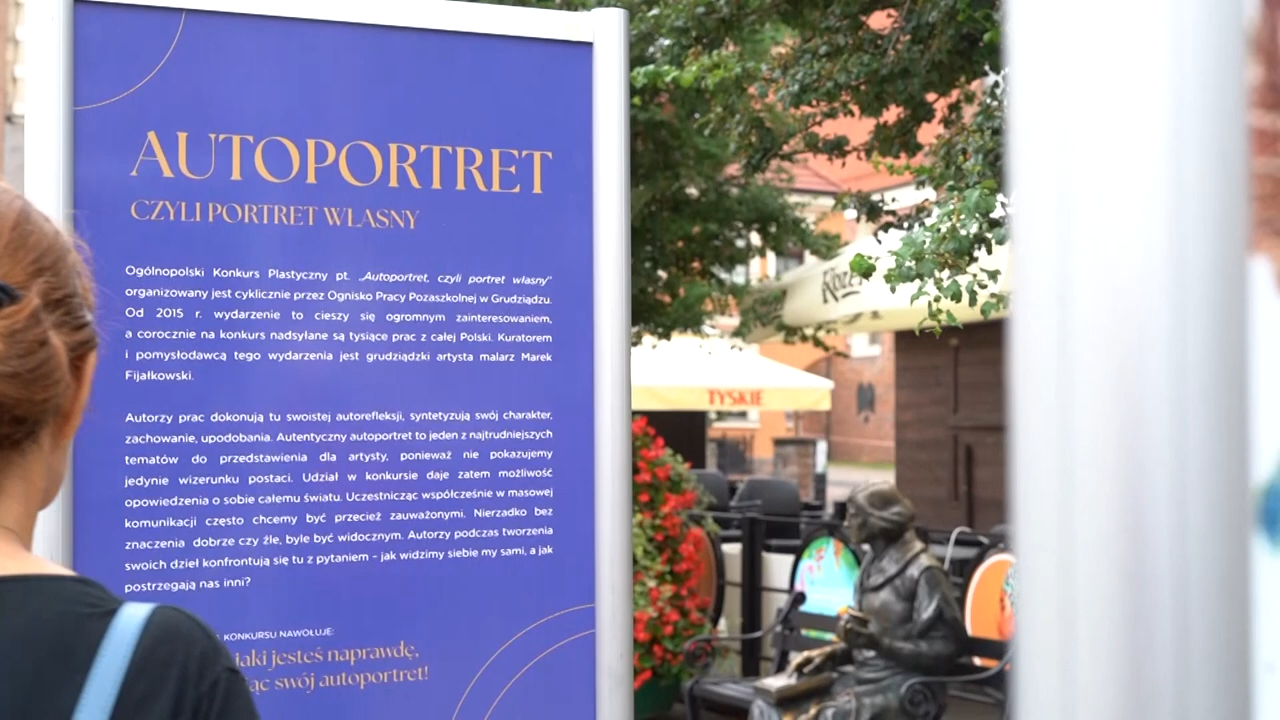 AUTOPORTRET
CZYLI PORTRET WŁASNY
Ogólnopolski Konkurs Plastyczny pt. „Autoportret, czyli portret własny"
organizowany jest cyklicznie przez Ognisko Pracy Pozaszkolnej w Grudziądzu.
Od 2015 r. wydarzenie to cieszy się ogromnym zainteresowaniem,
a corocznie na konkurs nadsyłane są tysiące prac z całej Polski. Kuratorem
i pomysłodawcą tego wydarzenia jest grudziądzki artysta malarz Marek
Fijałkowski.
Autorzy prac dokonują tu swoistej autorefleksji, syntetyzują swój charakter,
zachowanie, upodobania. Autentyczny autoportret to jeden z najtrudniejszych
tematów do przedstawienia dla artysty, ponieważ nie pokazujemy
jedynie wizerunku postaci. Udział w konkursie daje zatem możliwość
opowiedzenia o sobie całemu światu. Uczestnicząc współcześnie w masowej
komunikacji często chcemy być przecież zauważonymi. Nierzadko bez
znaczenia dobrze czy źle, byle być widocznym. Autorzy podczas tworzenia
swoich dzieł konfrontują się tu z pytaniem - jak widzimy siebie my sami, a jak
postrzegają nas inni?
KONKURSU NAWOŁUJE:
jaki jesteś naprawdę,
swój autoportret!
TYSKIE